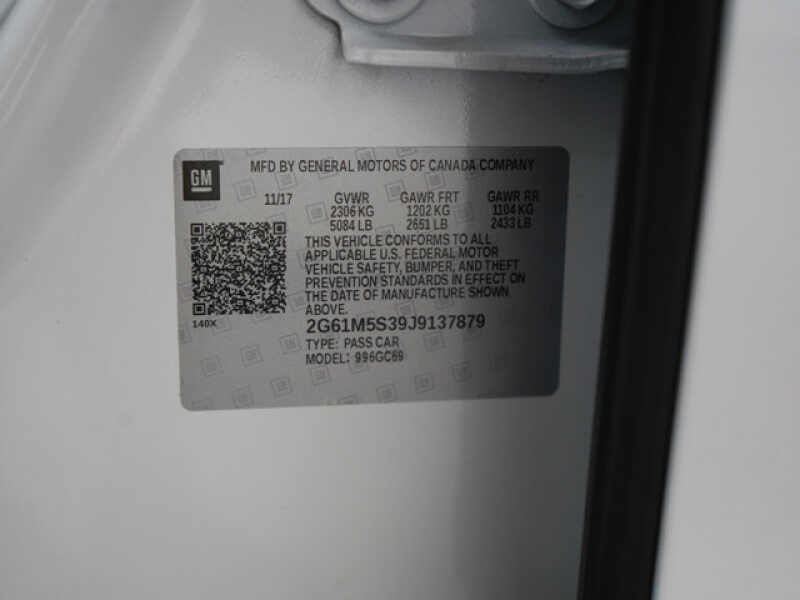 GM
MFD BY GENERAL MOTORS OF CANADA COMPANY
11/17 GVWR GAWR FRT GAWR RR
2306 KG 1202 KG 1104 KG
5084 LB 2651 LB 2433 LB
THIS VEHICLE CONFORMS TO ALL
APPLICABLE U.S. FEDERAL MOTOR
VEHICLE SAFETY, BUMPER, AND THEFT
PREVENTION STANDARDS IN EFFECT ON
THE DATE OF MANUFACTURE SHOWN
ABOVE.
140X
2G61M5S39J9137879
TYPE: PASS CAR
MODEL: 996GC69